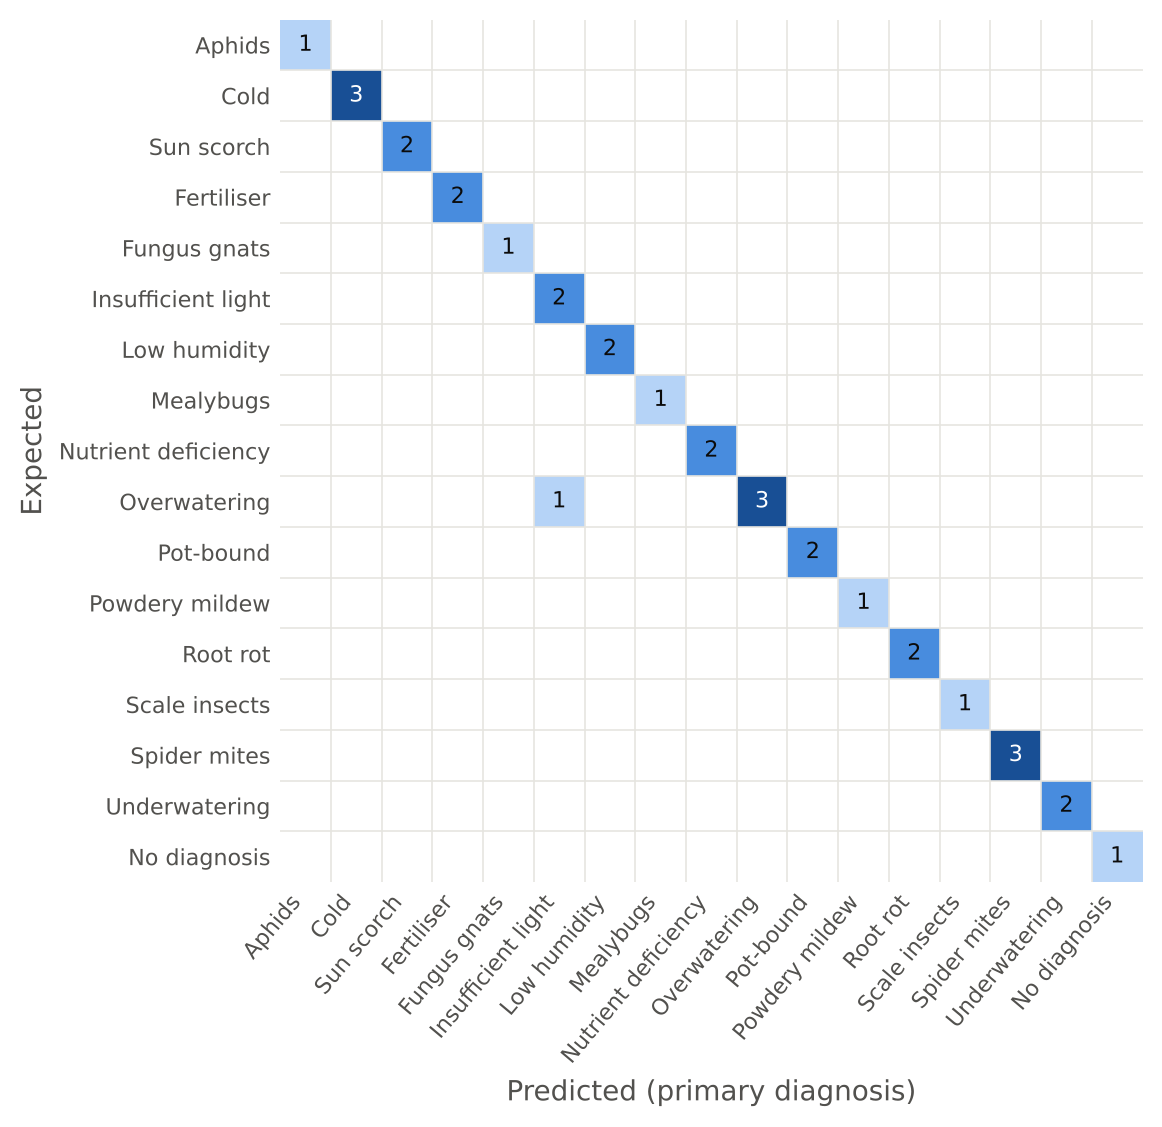 Aphids 1
Cold 3
Sun scorch 2
Fertiliser 2
Fungus gnats 1
Insufficient light 2
Low humidity 2
Mealybugs 1
Nutrient deficiency 2
Overwatering 1 3
Pot-bound 2
Powdery mildew 1
Root rot 2
Scale insects 1
Spider mites 3
Underwatering 2
No diagnosis 1
Expected
Aphids
Cold
Sun scorch
Fertiliser
Fungus gnats
Insufficient light
Low humidity
Mealybugs
Nutrient deficiency
Overwatering
Pot-bound
Powdery mildew
Root rot
Scale insects
Spider mites
Underwatering
No diagnosis
Predicted (primary diagnosis)